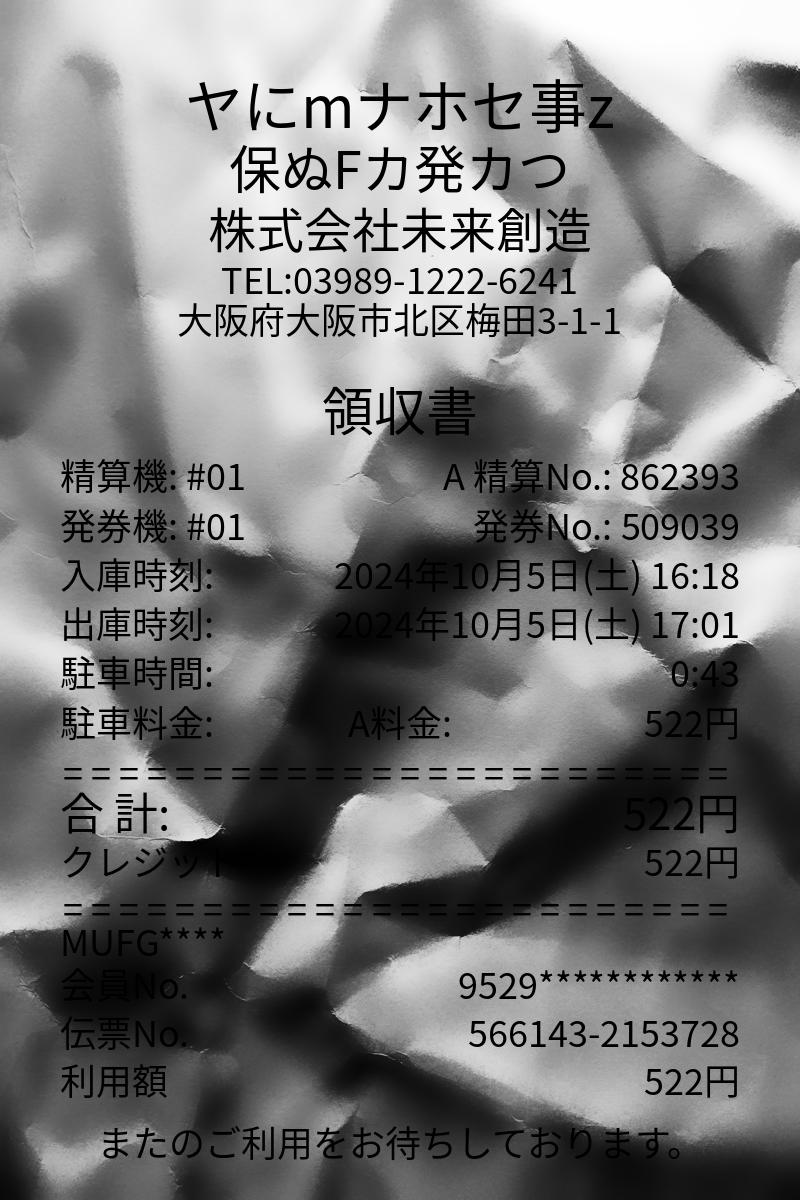 ヤにmナホセ事z
保ぬFカ発カつ
株式会社未来創造
TEL:03989-1222-6241
大阪府大阪市北区梅田3-1-1
領収書
精算機: #01 A 精算No.: 862393
発券機: #01 発券No.: 509039
入庫時刻: 2024年10月5日(土) 16:18
出庫時刻: 2024年10月5日(土) 17:01
駐車時間: 0:43
駐車料金: A料金: 522円
========================
合 計: 522円
クレジット 522円
========================
MUFG****
会員No. 9529************
伝票No. 566143-2153728
利用額 522円
またのご利用をお待ちしております。